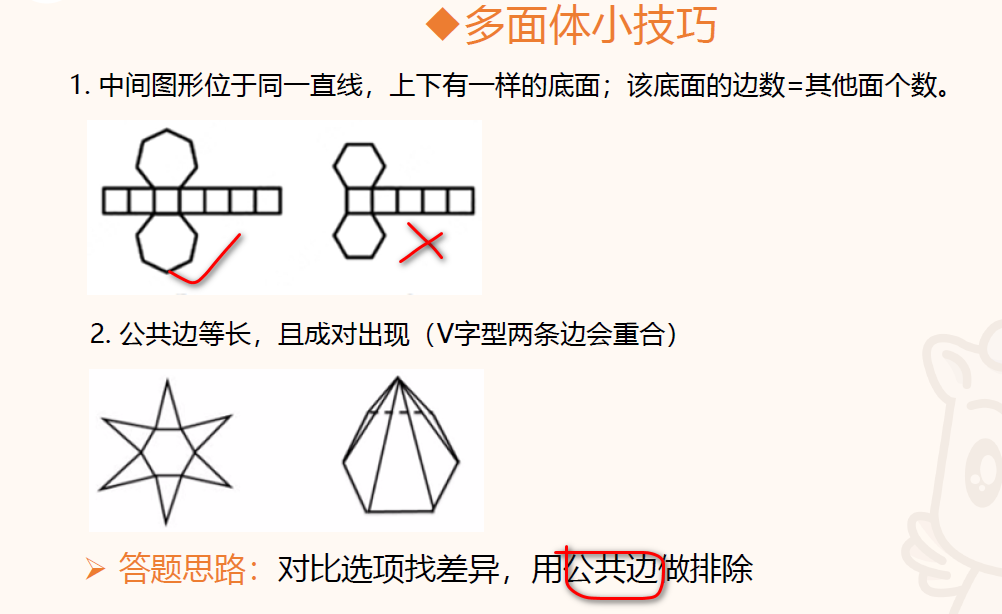 ◆多面体小技巧
1. 中间图形位于同一直线，上下有一样的底面；该底面的边数=其他面个数。
2. 公共边等长，且成对出现（V字型两条边会重合）
➢ 答题思路：对比选项找差异，用公共边做排除